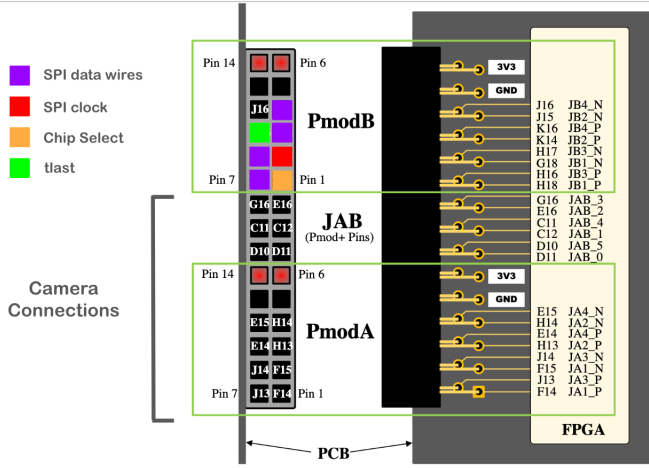 SPI data wires
SPI clock
Chip Select
tlast
Camera
Connections
Pin 14
Pin 6
J16
Pin 7
Pin 1
PmodB
G16 E16
C11 C12
D10 D11
JAB
(Pmod+ Pins)
Pin 14
Pin 6
E15 H14
E14 H13
J14 F15
J13 F14
Pin 7
Pin 1
PmodA
PCB
3V3
GND
J16 JB4_N
J15 JB2_N
K16 JB4_P
K14 JB2_P
H17 JB3_N
G18 JB1_N
H16 JB3_P
H18 JB1_P
G16 JAB_3
E16 JAB_2
C11 JAB_4
C12 JAB_1
D10 JAB_5
D11 JAB_0
3V3
GND
E15 JA4_N
H14 JA2_N
E14 JA4_P
H13 JA2_P
J14 JA3_N
F15 JA1_N
J13 JA3_P
F14 JA1_P
FPGA